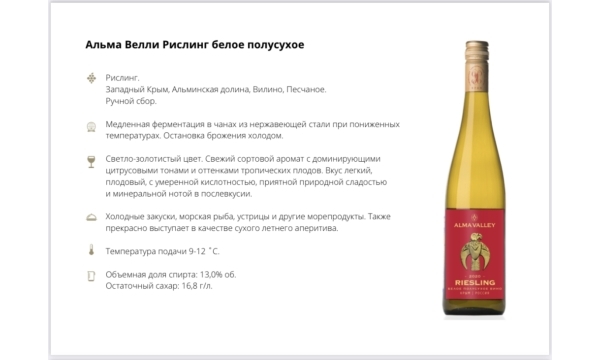 Альма Велли Рислинг белое полусухое
Рислинг.
Западный Крым, Альминская долина, Вилино, Песчаное.
Ручной сбор.
Медленная ферментация в чанах из нержавеющей стали при пониженных
температурах. Остановка брожения холодом.
Светло-золотистый цвет. Свежий сортовой аромат с доминирующими
цитрусовыми тонами и оттенками тропических плодов. Вкус легкий,
плодовый, с умеренной кислотностью, приятной природной сладостью
и минеральной нотой в послевкусии.
Холодные закуски, морская рыба, устрицы и другие морепродукты. Также
прекрасно выступает в качестве сухого летнего аперитива.
Температура подачи 9-12 ˚С.
Объемная доля спирта: 13,0% об.
Остаточный сахар: 16,8 г/л.
ALMA VALLEY
RIESLING